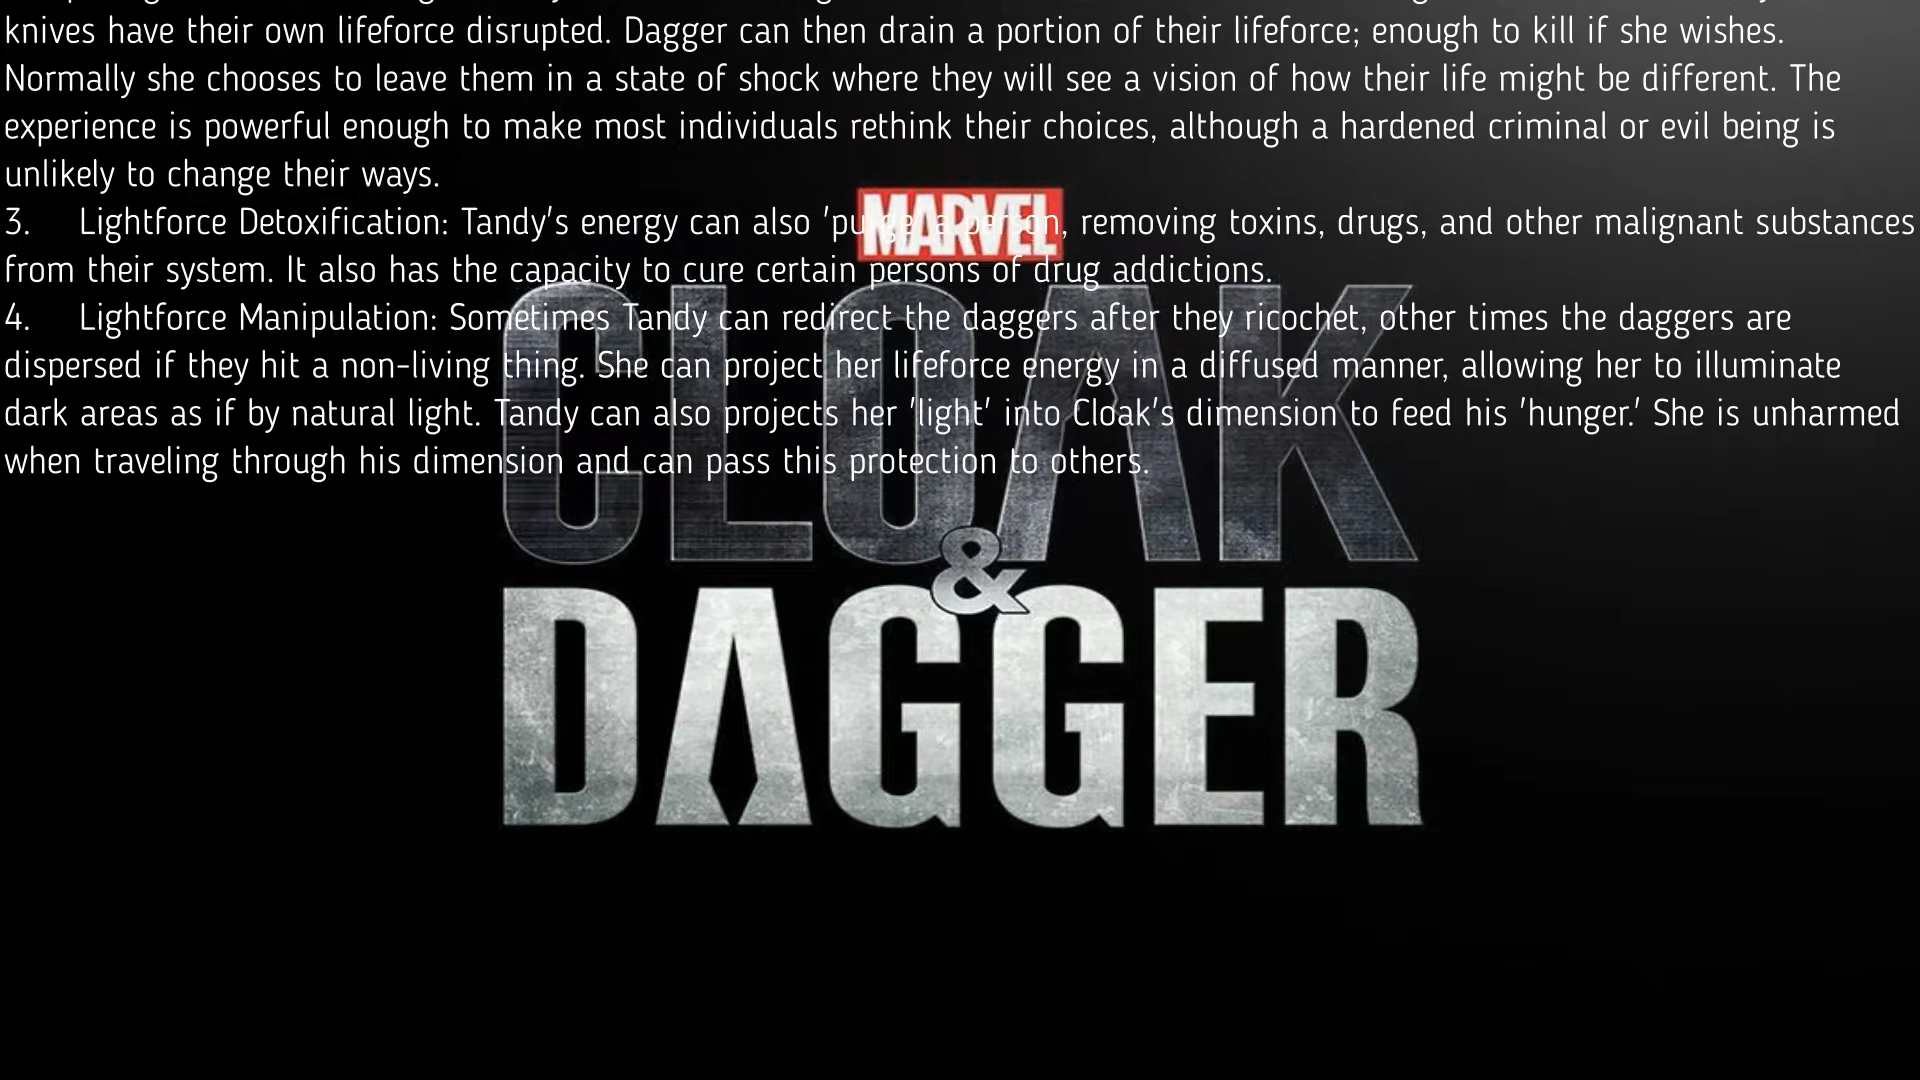 knives have their own lifeforce disrupted. Dagger can then drain a portion of their lifeforce; enough to kill if she wishes.
Normally she chooses to leave them in a state of shock where they will see a vision of how their life might be different. The
experience is powerful enough to make most individuals rethink their choices, although a hardened criminal or evil being is
unlikely to change their ways.
3. Lightforce Detoxification: Tandy's energy can also 'purge' a person, removing toxins, drugs, and other malignant substances
from their system. It also has the capacity to cure certain persons of drug addictions.
4. Lightforce Manipulation: Sometimes Tandy can redirect the daggers after they ricochet, other times the daggers are
dispersed if they hit a non-living thing. She can project her lifeforce energy in a diffused manner, allowing her to illuminate
dark areas as if by natural light. Tandy can also projects her 'light' into Cloak's dimension to feed his 'hunger.' She is unharmed
when traveling through his dimension and can pass this protection to others.
MARVEL
CLOAK
&
DAGGER